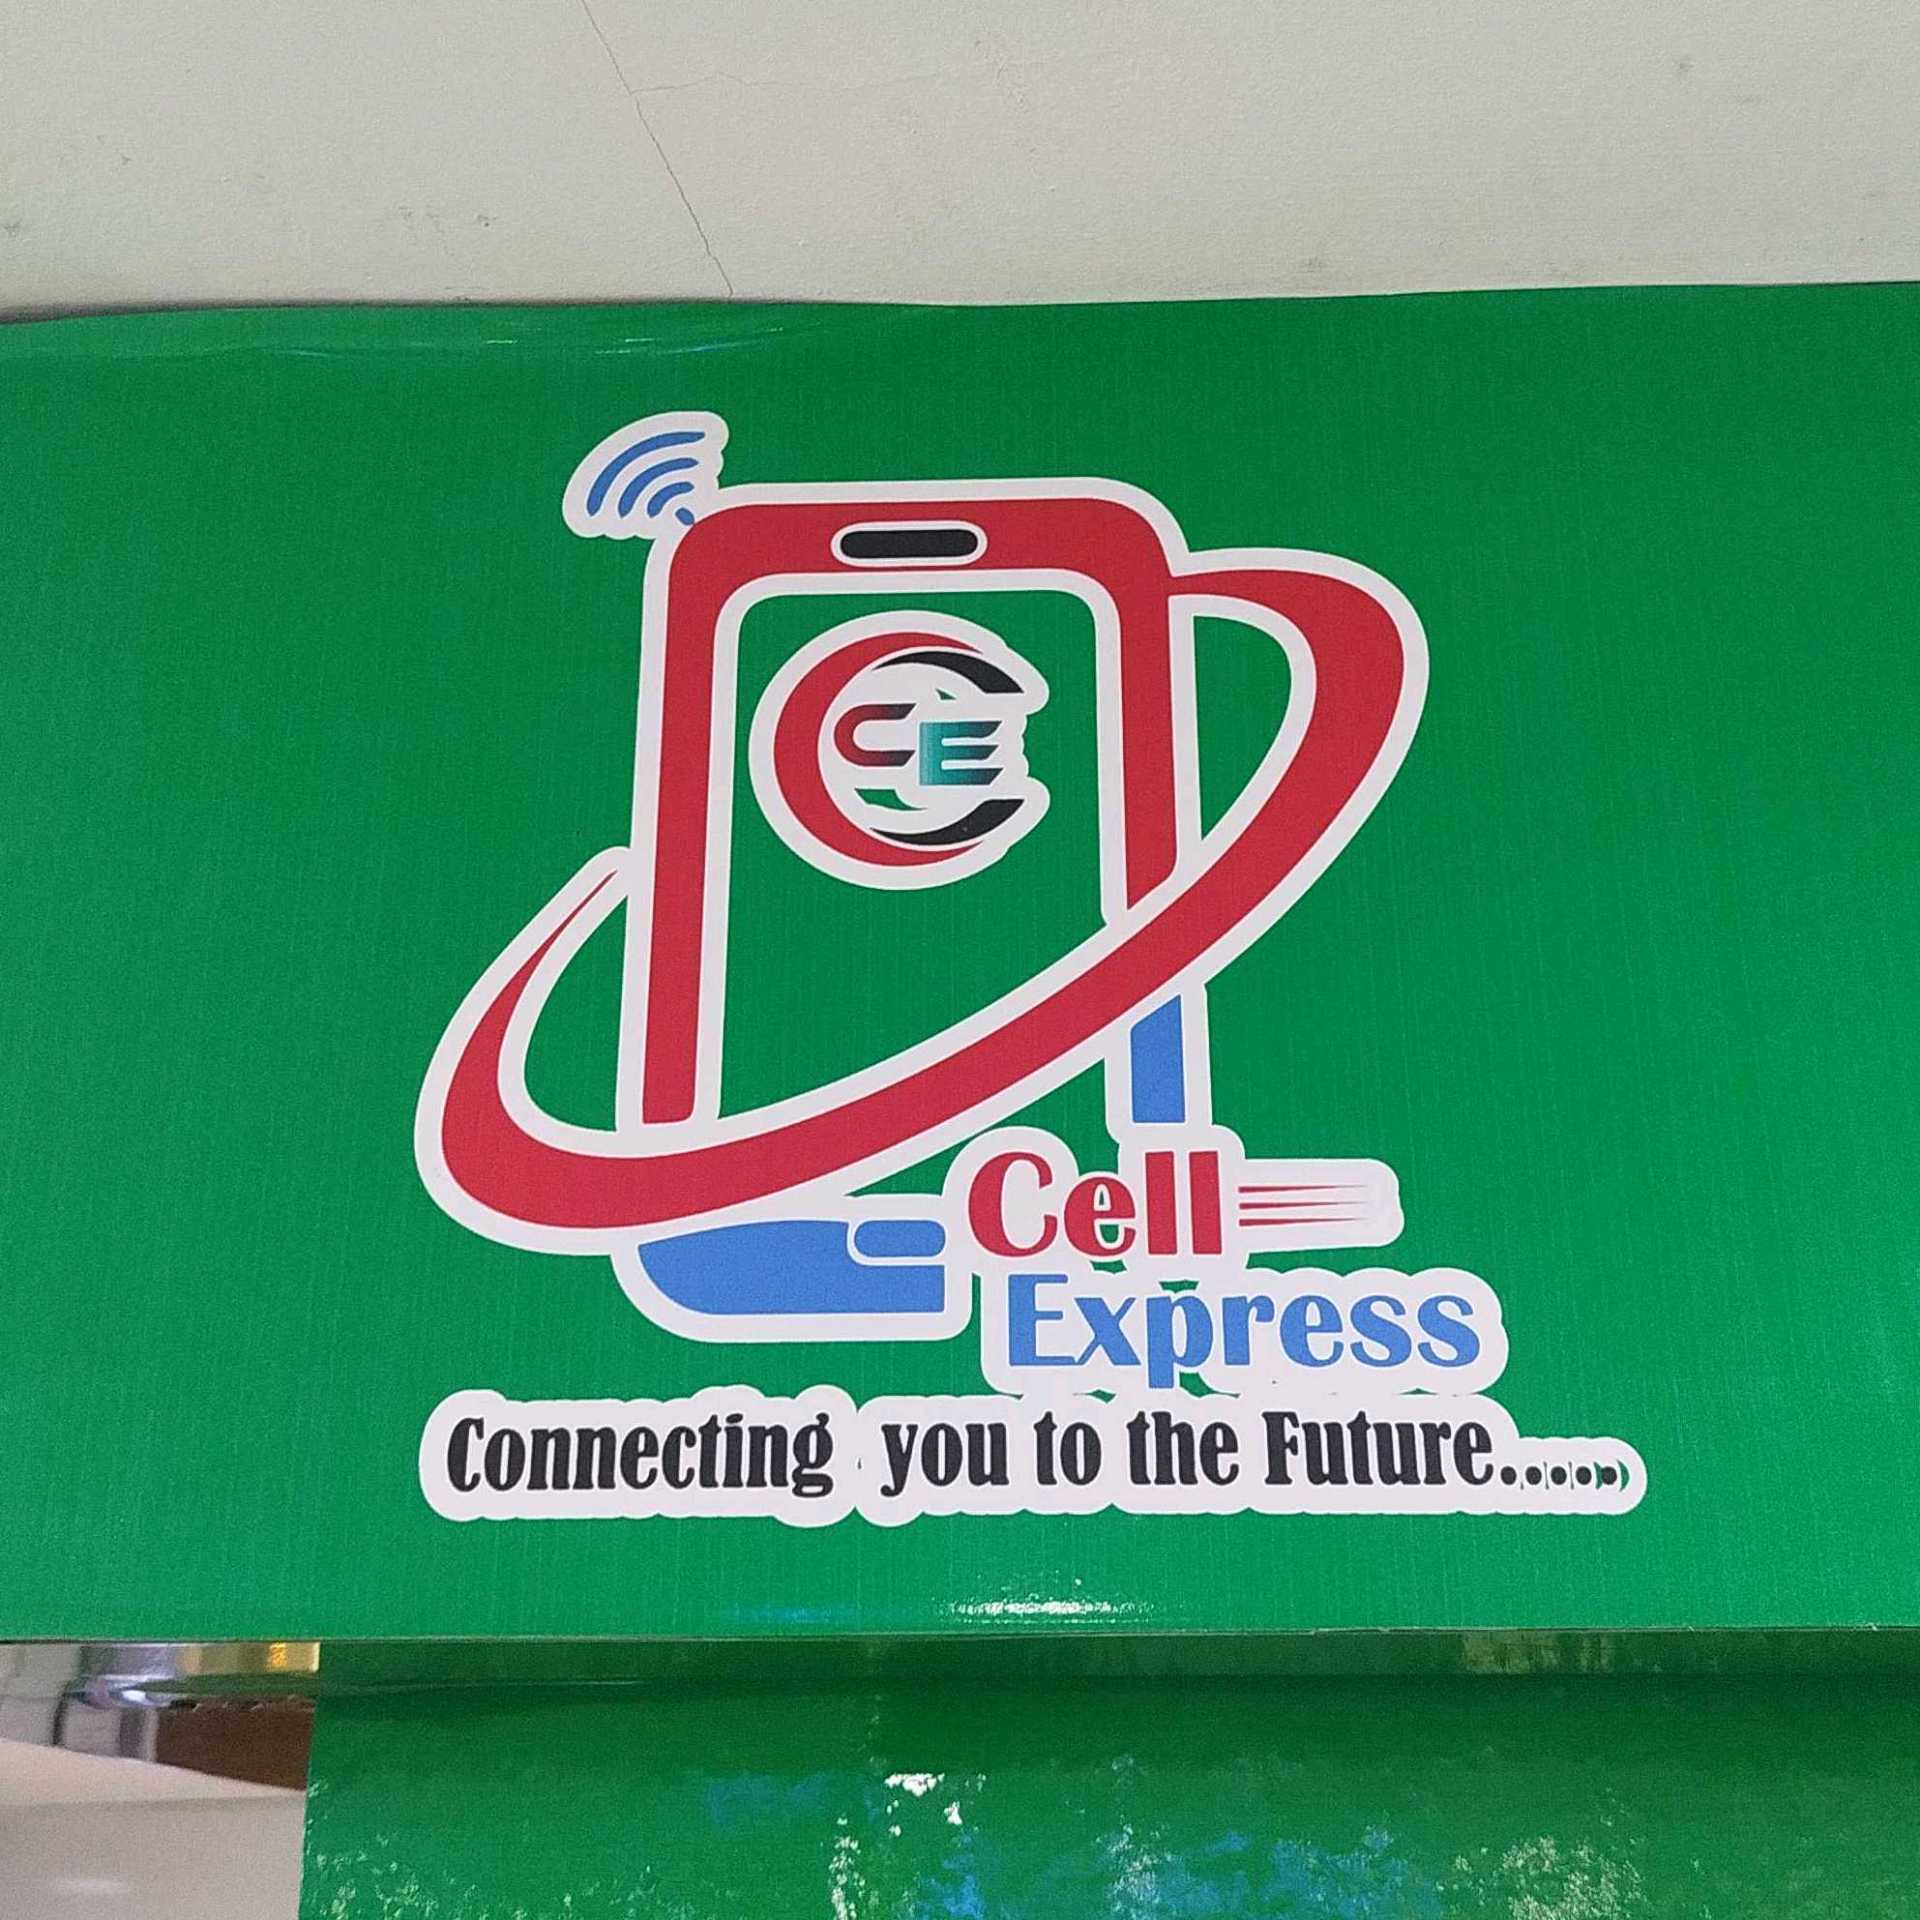 CE
Cell
Express
Connecting you to the Future......